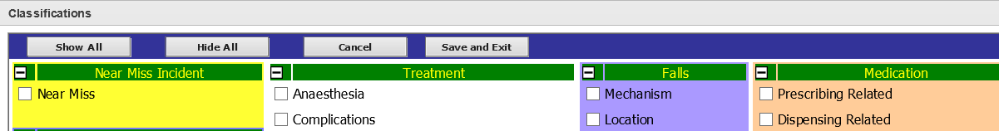 Classifications
Show All Hide All Cancel Save and Exit
Near Miss Incident Treatment Falls Medication
Near Miss Anaesthesia Mechanism Prescribing Related
Complications Location Dispensing Related